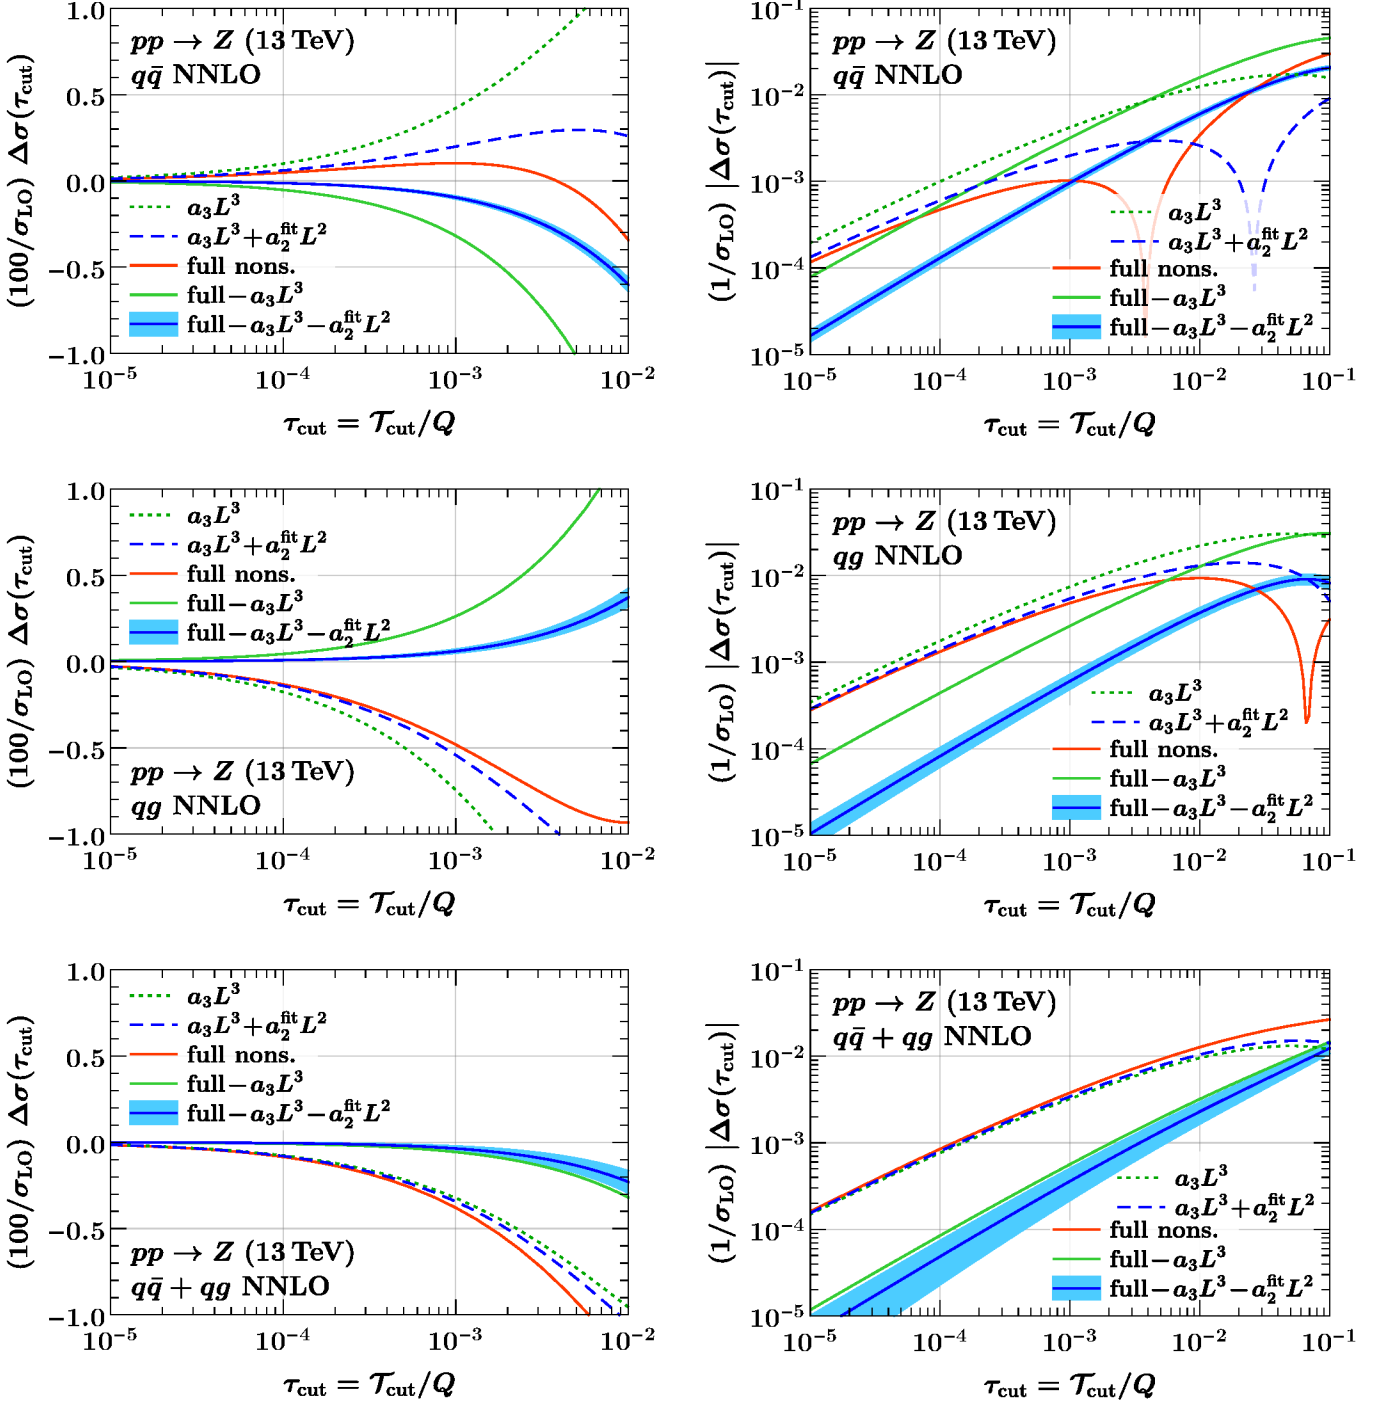 (100/σ_LO) Δσ(τ_cut)
1.0
0.5
0.0
−0.5
−1.0
pp → Z (13 TeV)
qq̄ NNLO
a₃L³
a₃L³+a₂^fit L²
full nons.
full−a₃L³
full−a₃L³−a₂^fit L²
10⁻⁵ 10⁻⁴ 10⁻³ 10⁻²
τ_cut = 𝒯_cut/Q
(1/σ_LO) |Δσ(τ_cut)|
10⁻¹
10⁻²
10⁻³
10⁻⁴
10⁻⁵
pp → Z (13 TeV)
qq̄ NNLO
a₃L³
a₃L³+a₂^fit L²
full nons.
full−a₃L³
full−a₃L³−a₂^fit L²
10⁻⁵ 10⁻⁴ 10⁻³ 10⁻² 10⁻¹
τ_cut = 𝒯_cut/Q
(100/σ_LO) Δσ(τ_cut)
1.0
0.5
0.0
−0.5
−1.0
a₃L³
a₃L³+a₂^fit L²
full nons.
full−a₃L³
full−a₃L³−a₂^fit L²
pp → Z (13 TeV)
qg NNLO
10⁻⁵ 10⁻⁴ 10⁻³ 10⁻²
τ_cut = 𝒯_cut/Q
(1/σ_LO) |Δσ(τ_cut)|
10⁻¹
10⁻²
10⁻³
10⁻⁴
10⁻⁵
pp → Z (13 TeV)
qg NNLO
a₃L³
a₃L³+a₂^fit L²
full nons.
full−a₃L³
full−a₃L³−a₂^fit L²
10⁻⁵ 10⁻⁴ 10⁻³ 10⁻² 10⁻¹
τ_cut = 𝒯_cut/Q
(100/σ_LO) Δσ(τ_cut)
1.0
0.5
0.0
−0.5
−1.0
a₃L³
a₃L³+a₂^fit L²
full nons.
full−a₃L³
full−a₃L³−a₂^fit L²
pp → Z (13 TeV)
qq̄ + qg NNLO
10⁻⁵ 10⁻⁴ 10⁻³ 10⁻²
τ_cut = 𝒯_cut/Q
(1/σ_LO) |Δσ(τ_cut)|
10⁻¹
10⁻²
10⁻³
10⁻⁴
10⁻⁵
pp → Z (13 TeV)
qq̄ + qg NNLO
a₃L³
a₃L³+a₂^fit L²
full nons.
full−a₃L³
full−a₃L³−a₂^fit L²
10⁻⁵ 10⁻⁴ 10⁻³ 10⁻² 10⁻¹
τ_cut = 𝒯_cut/Q